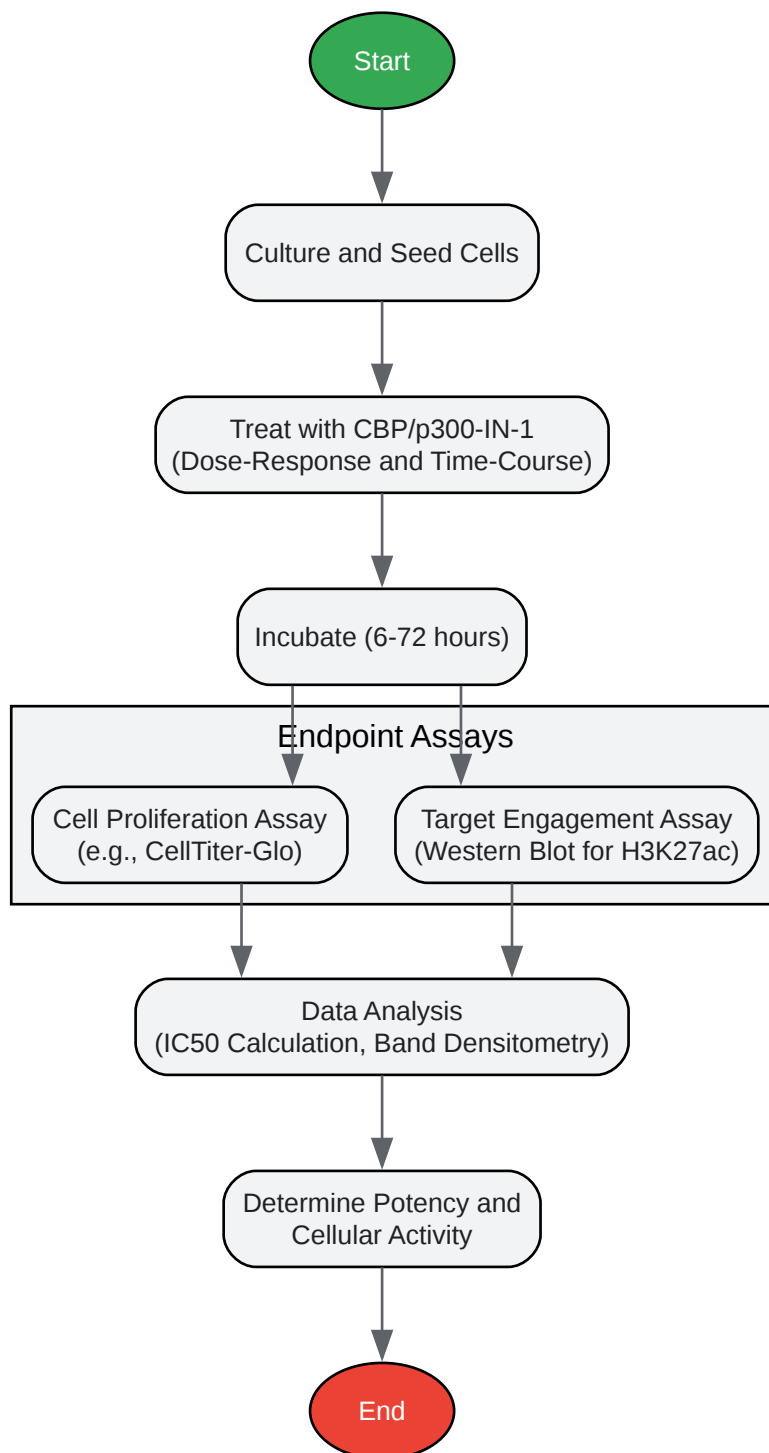 Start
Culture and Seed Cells
Treat with CBP/p300-IN-1
(Dose-Response and Time-Course)
Incubate (6-72 hours)
Endpoint Assays
Cell Proliferation Assay
(e.g., CellTiter-Glo)
Target Engagement Assay
(Western Blot for H3K27ac)
Data Analysis
(IC50 Calculation, Band Densitometry)
Determine Potency and
Cellular Activity
End